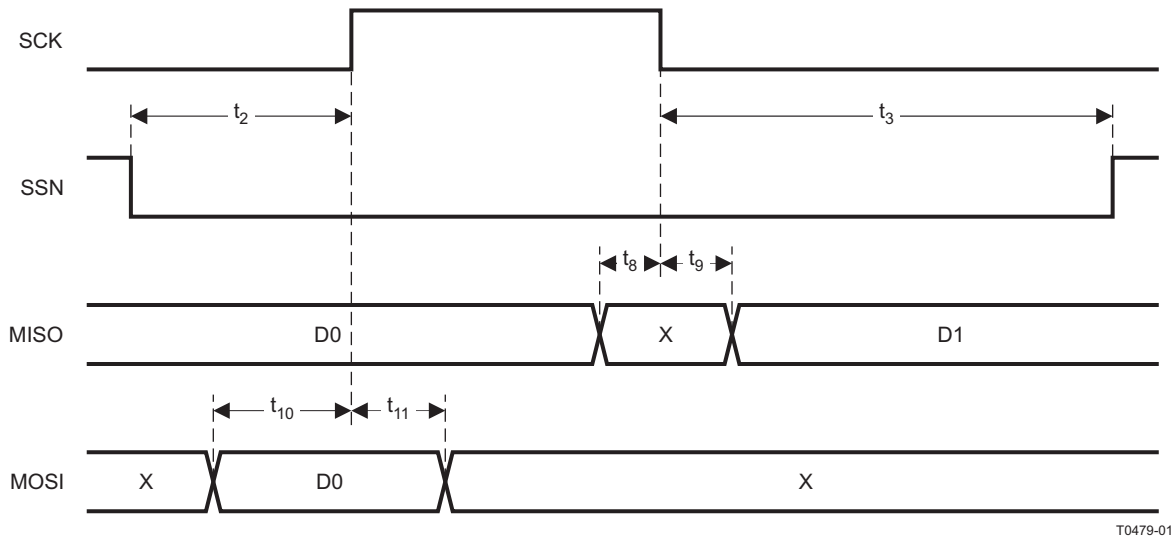 SCK
t2
t3
SSN
t8
t9
MISO
D0
X
D1
t10
t11
MOSI
X
D0
X
T0479-01